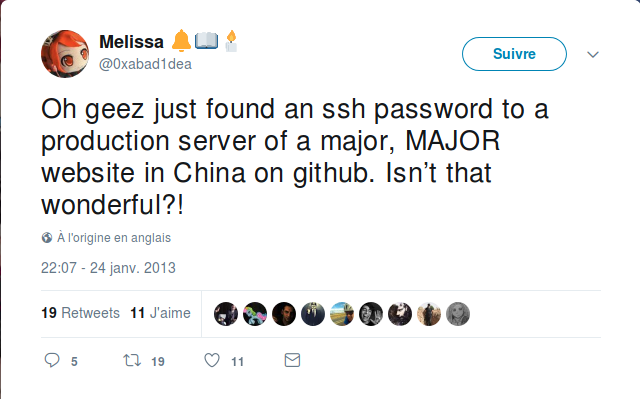 Melissa 🔔📖🕯
@0xabad1dea
Suivre
Oh geez just found an ssh password to a
production server of a major, MAJOR
website in China on github. Isn’t that
wonderful?!
À l'origine en anglais
22:07 - 24 janv. 2013
19 Retweets 11 J'aime
5 19 11